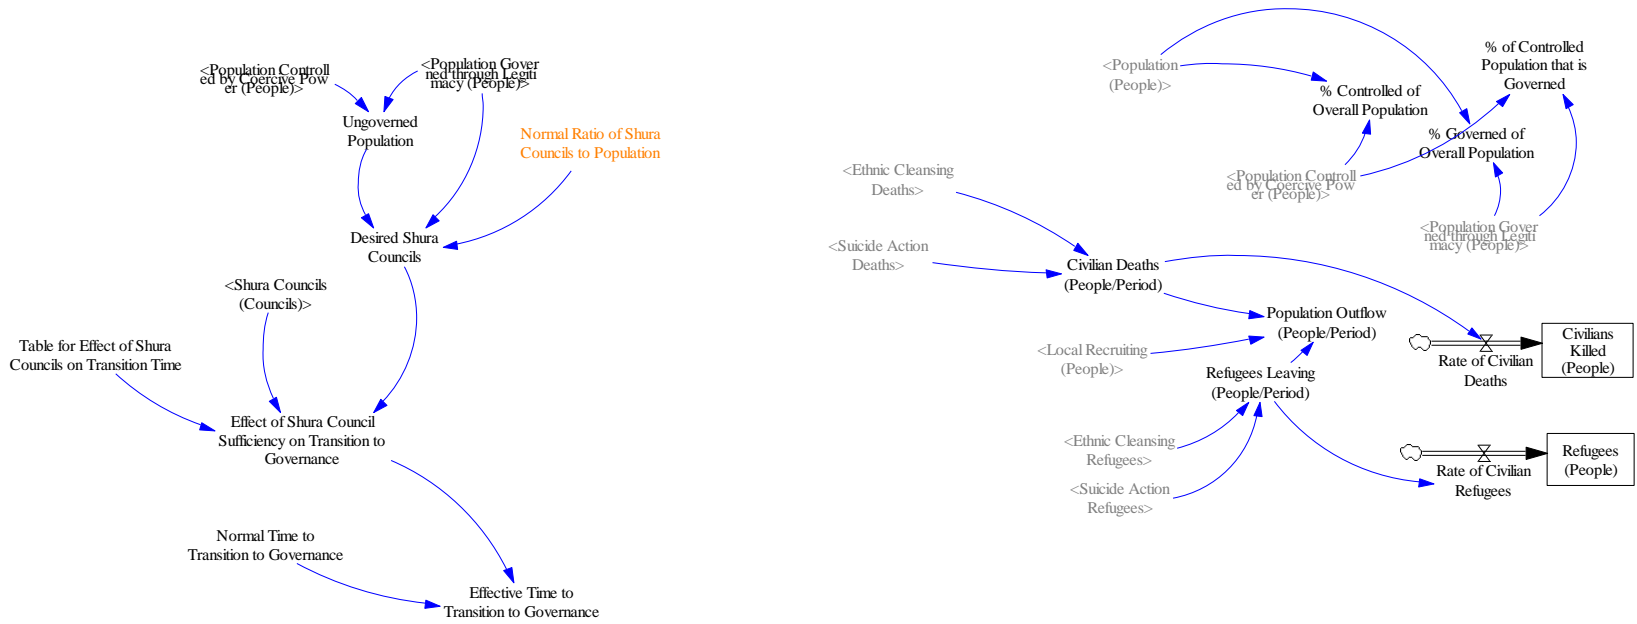 <Population Controll
ed by Coercive Pow
er (People)>
<Population Gover
ned through Legiti
macy (People)>
Ungoverned
Population
Normal Ratio of Shura
Councils to Population
Desired Shura
Councils
<Shura Councils
(Councils)>
Table for Effect of Shura
Councils on Transition Time
Effect of Shura Council
Sufficiency on Transition to
Governance
Normal Time to
Transition to Governance
Effective Time to
Transition to Governance
<Population
(People)>
% Controlled of
Overall Population
% of Controlled
Population that is
Governed
% Governed of
Overall Population
<Population Controll
ed by Coercive Pow
er (People)>
<Population Gover
ned through Legiti
macy (People)>
<Ethnic Cleansing
Deaths>
<Suicide Action
Deaths>
Civilian Deaths
(People/Period)
Population Outflow
(People/Period)
<Local Recruiting
(People)>
Refugees Leaving
(People/Period)
<Ethnic Cleansing
Refugees>
<Suicide Action
Refugees>
Rate of Civilian
Deaths
Civilians
Killed
(People)
Rate of Civilian
Refugees
Refugees
(People)